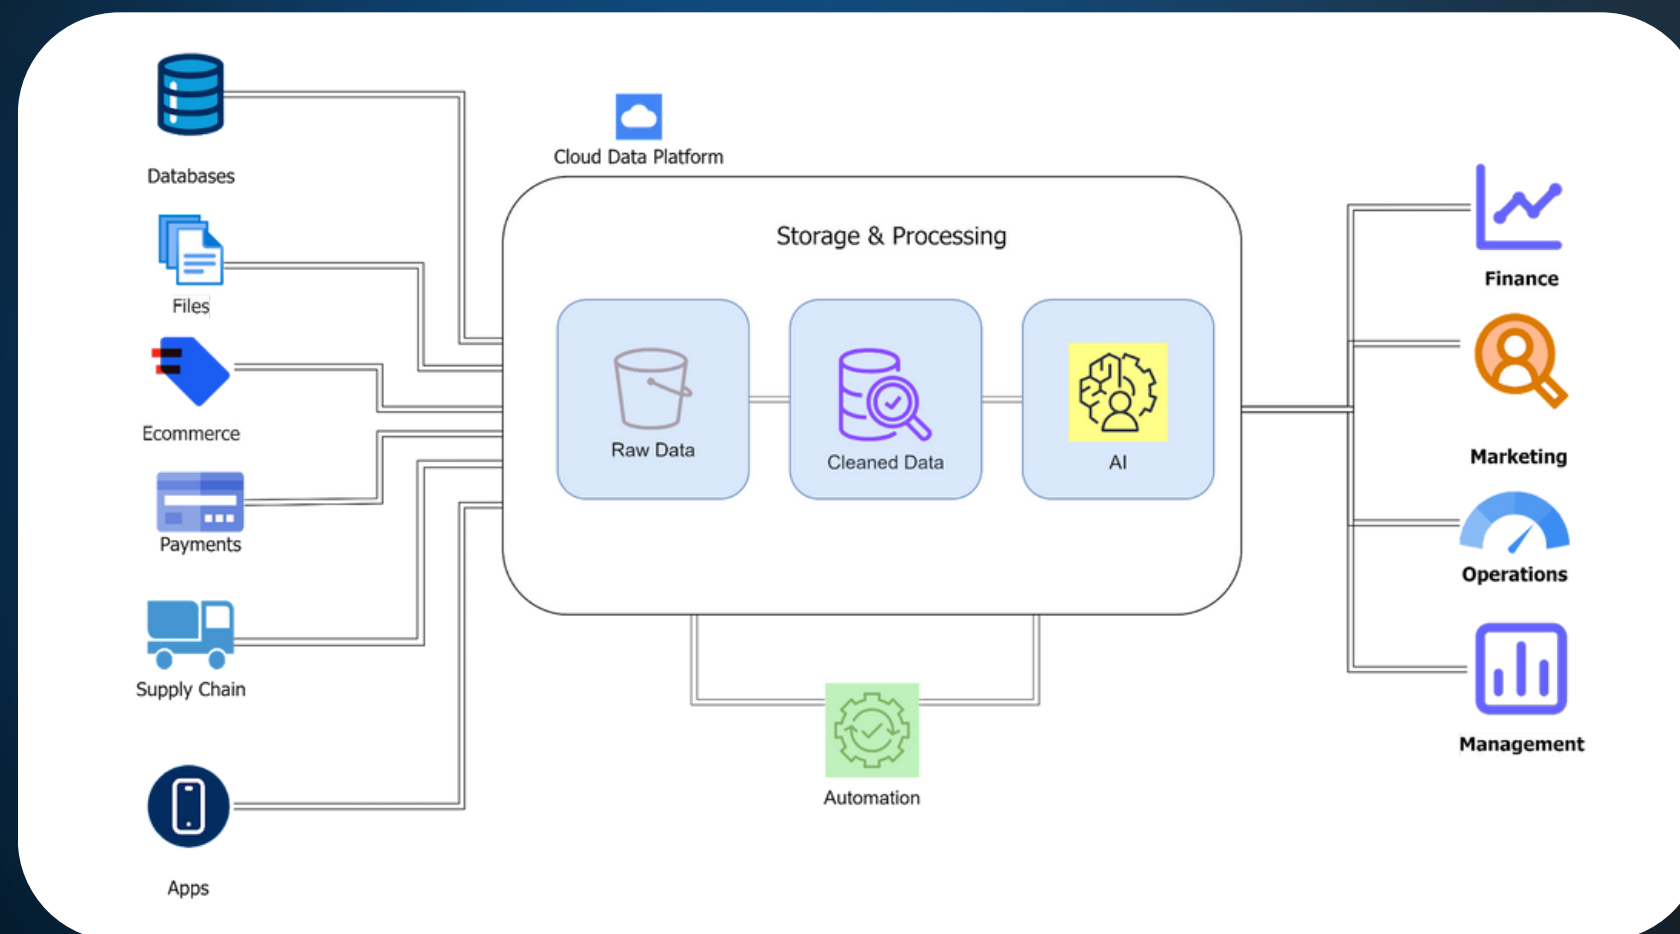 Databases
Files
Ecommerce
Payments
Supply Chain
Apps
Cloud Data Platform
Storage & Processing
Raw Data
Cleaned Data
AI
Automation
Finance
Marketing
Operations
Management